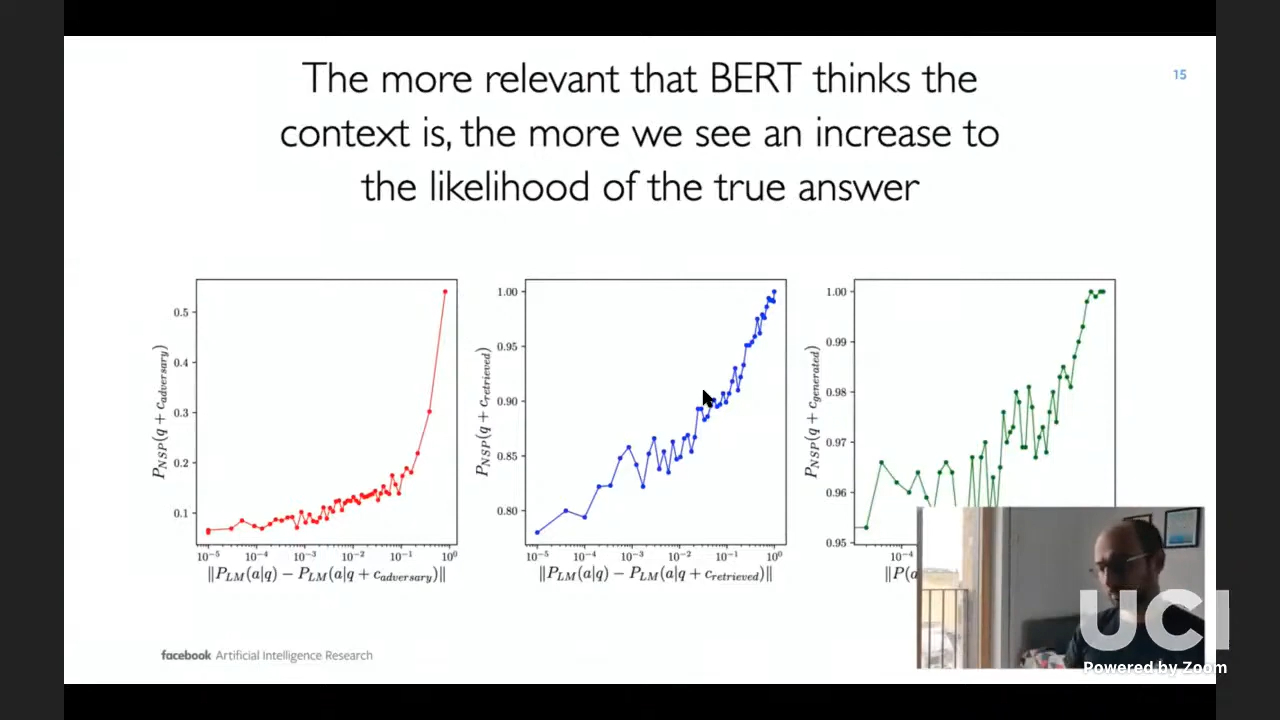 The more relevant that BERT thinks the
context is, the more we see an increase to
the likelihood of the true answer
15
P_NSP(q + c_adversary)
0.5
0.4
0.3
0.2
0.1
10^-5 10^-4 10^-3 10^-2 10^-1 10^0
‖P_LM(a|q) − P_LM(a|q + c_adversary)‖
P_NSP(q + c_retrieved)
1.00
0.95
0.90
0.85
0.80
10^-5 10^-4 10^-3 10^-2 10^-1 10^0
‖P_LM(a|q) − P_LM(a|q + c_retrieved)‖
P_NSP(q + c_generated)
1.00
0.99
0.98
0.97
0.96
0.95
10^-4
‖P(a
facebook Artificial Intelligence Research
UCI
Powered by Zoom